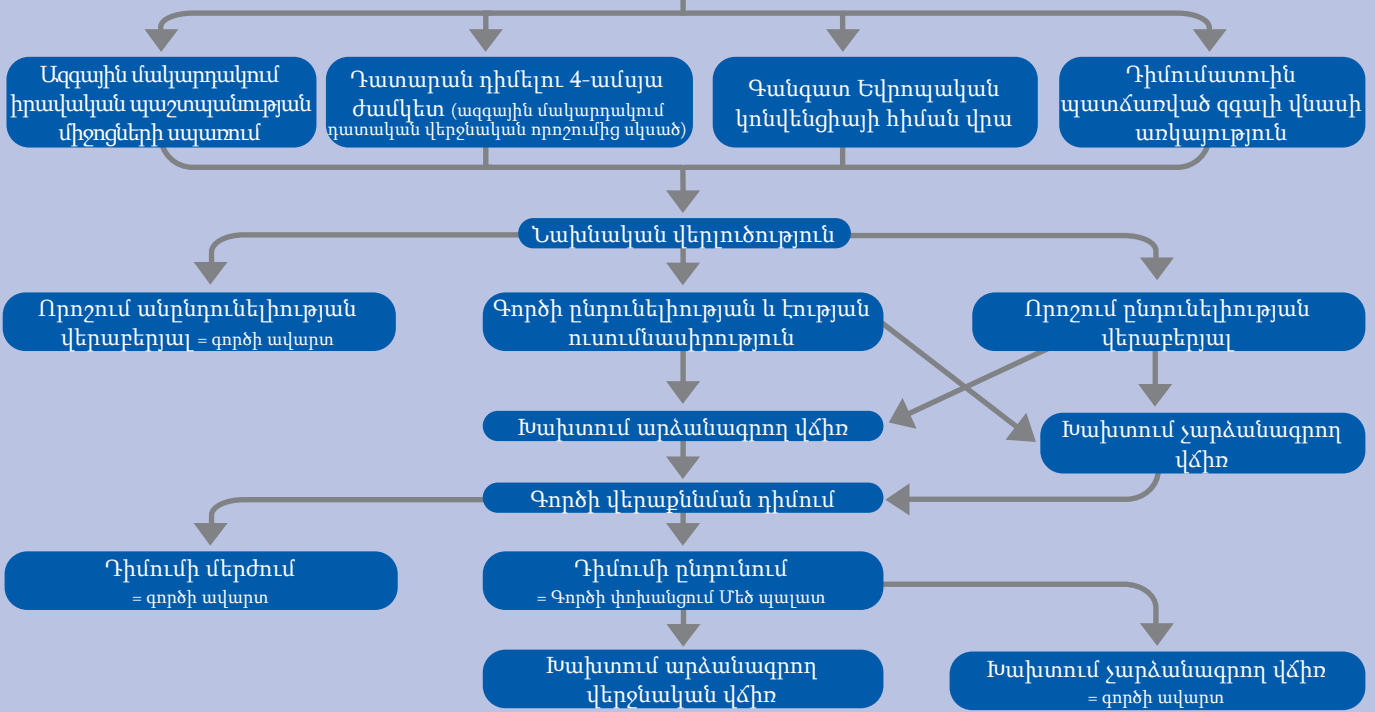 Ազգային մակարդակում
իրավական պաշտպանության
միջոցների սպառում
Դատարան դիմելու 4-ամսյա
ժամկետ (ազգային մակարդակում
դատական վերջնական որոշումից սկսած)
Գանգատ Եվրոպական
կոնվենցիայի հիման վրա
Դիմումատուին
պատճառված զգալի վնասի
առկայություն
Նախնական վերլուծություն
Որոշում անընդունելիության
վերաբերյալ = գործի ավարտ
Գործի ընդունելիության և էության
ուսումնասիրություն
Որոշում ընդունելիության
վերաբերյալ
Խախտում արձանագրող վճիռ
Խախտում չարձանագրող
վճիռ
Գործի վերաքննման դիմում
Դիմումի մերժում
= գործի ավարտ
Դիմումի ընդունում
= Գործի փոխանցում Մեծ պալատ
Խախտում արձանագրող
վերջնական վճիռ
Խախտում չարձանագրող վճիռ
= գործի ավարտ